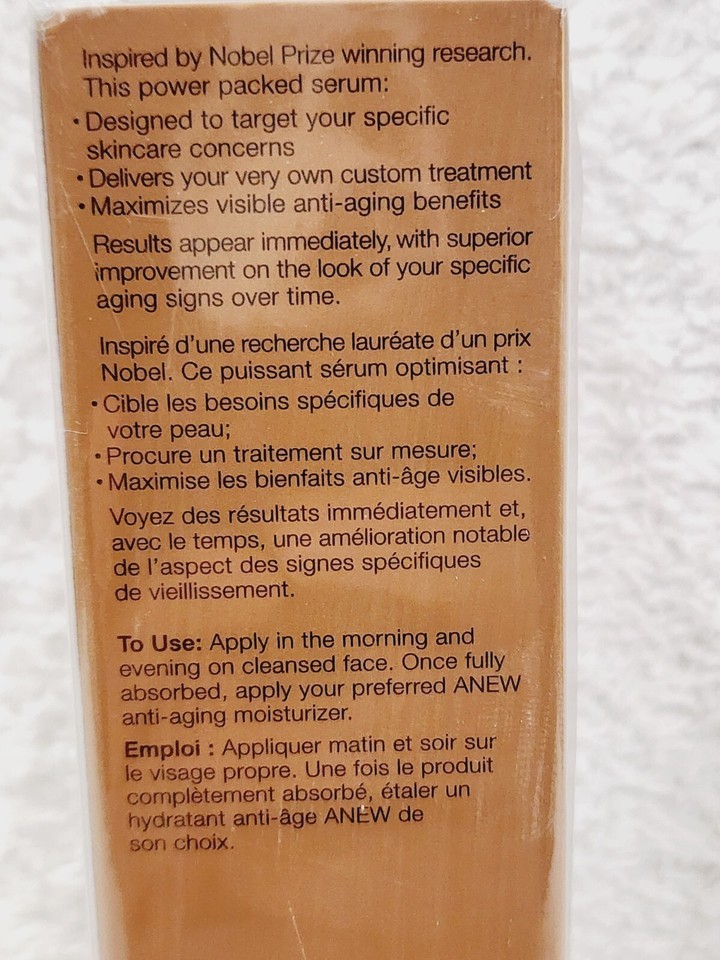 Inspired by Nobel Prize winning research.
This power packed serum:
• Designed to target your specific
skincare concerns
• Delivers your very own custom treatment
• Maximizes visible anti-aging benefits
Results appear immediately, with superior
improvement on the look of your specific
aging signs over time.
Inspiré d'une recherche lauréate d'un prix
Nobel. Ce puissant sérum optimisant :
• Cible les besoins spécifiques de
votre peau;
• Procure un traitement sur mesure;
• Maximise les bienfaits anti-âge visibles.
Voyez des résultats immédiatement et,
avec le temps, une amélioration notable
de l'aspect des signes spécifiques
de vieillissement.
To Use: Apply in the morning and
evening on cleansed face. Once fully
absorbed, apply your preferred ANEW
anti-aging moisturizer.
Emploi : Appliquer matin et soir sur
le visage propre. Une fois le produit
complètement absorbé, étaler un
hydratant anti-âge ANEW de
son choix.